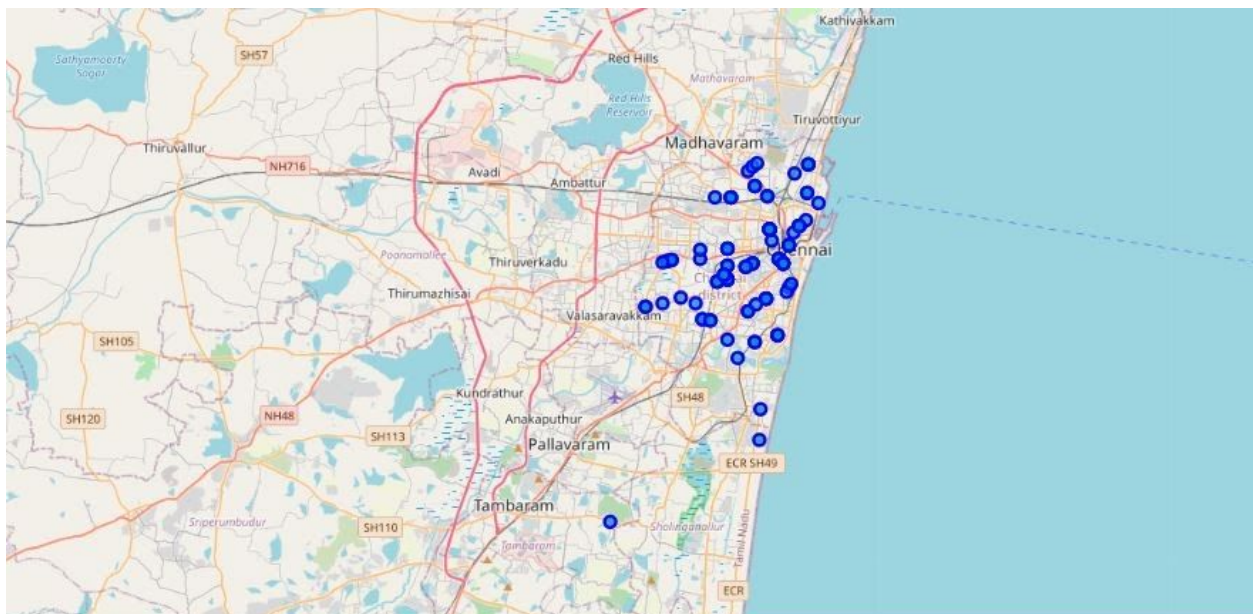 Kathivakkam
SH57
Sathyamoorty
Sagar
Red Hills
Mathavaram
Red Hills
Reservoir
Tiruvottiyur
Thiruvallur
Madhavaram
NH716
Avadi
Ambattur
Poonamallee
Thiruverkadu
Chennai
Thirumazhisai
district
Valasaravakkam
SH105
Kundrathur
SH48
SH120
NH48
Anakaputhur
SH113
Pallavaram
ECR SH49
Tambaram
Sriperumbudur
SH110
Sholinganallur
Tambaram
Tamil Nadu
ECR